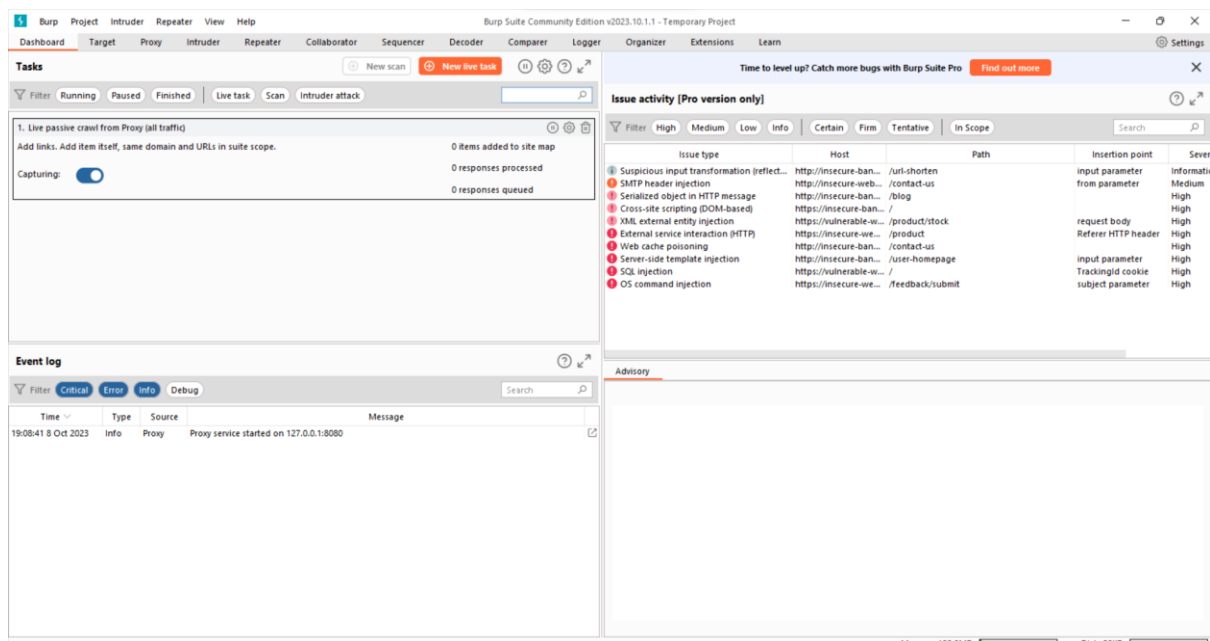 Burp Project Intruder Repeater View Help
Burp Suite Community Edition v2023.10.1.1 - Temporary Project
Dashboard Target Proxy Intruder Repeater Collaborator Sequencer Decoder Comparer Logger Organizer Extensions Learn
Settings
Tasks
New scan
New live task
Filter Running Paused Finished Live task Scan Intruder attack
1. Live passive crawl from Proxy (all traffic)
Add links. Add item itself, same domain and URLs in suite scope.
0 items added to site map
Capturing:
0 responses processed
0 responses queued
Event log
Filter Critical Error Info Debug
Search
Time Type Source Message
19:08:41 8 Oct 2023 Info Proxy Proxy service started on 127.0.0.1:8080
Time to level up? Catch more bugs with Burp Suite Pro
Find out more
Issue activity [Pro version only]
Filter High Medium Low Info Certain Firm Tentative In Scope
Search
Issue type Host Path Insertion point Sever
Suspicious input transformation (reflect... http://insecure-ban... /url-shorten input parameter Informatio
SMTP header injection http://insecure-web... /contact-us from parameter Medium
Serialized object in HTTP message http://insecure-ban... /blog High
Cross-site scripting (DOM-based) https://insecure-ban... / High
XML external entity injection https://vulnerable-w... /product/stock request body High
External service interaction (HTTP) http://insecure-we... /product Referer HTTP header High
Web cache poisoning http://insecure-ban... /contact-us High
Server-side template injection http://insecure-ban... /user-homepage input parameter High
SQL injection https://vulnerable-w... / TrackingId cookie High
OS command injection https://insecure-we... /feedback/submit subject parameter High
Advisory